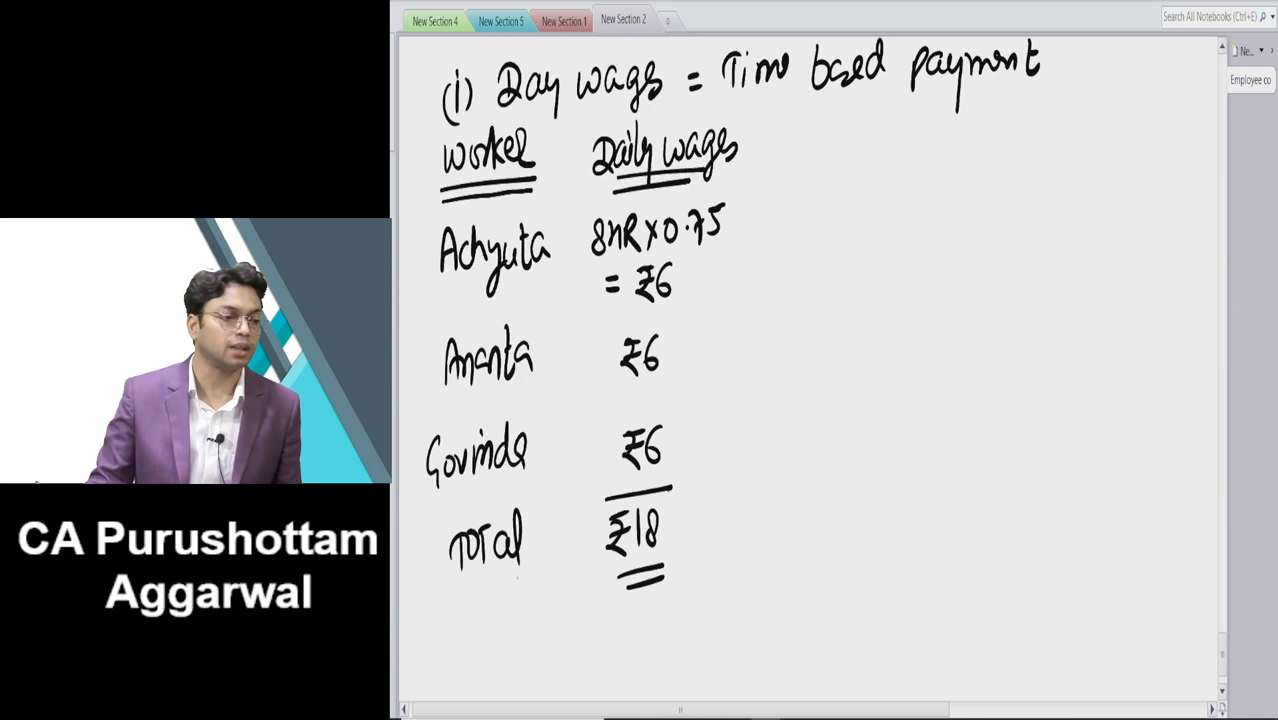 New Section 4
New Section 5
New Section 1
New Section 2
Search All Notebooks (Ctrl+E)
Ne...
Employee co
(i) Day wages = Time based payment
Worker Daily wages
Achyuta 8HR×0.75
= ₹6
Ananta ₹6
Govinda ₹6
Total ₹18
CA Purushottam
Aggarwal